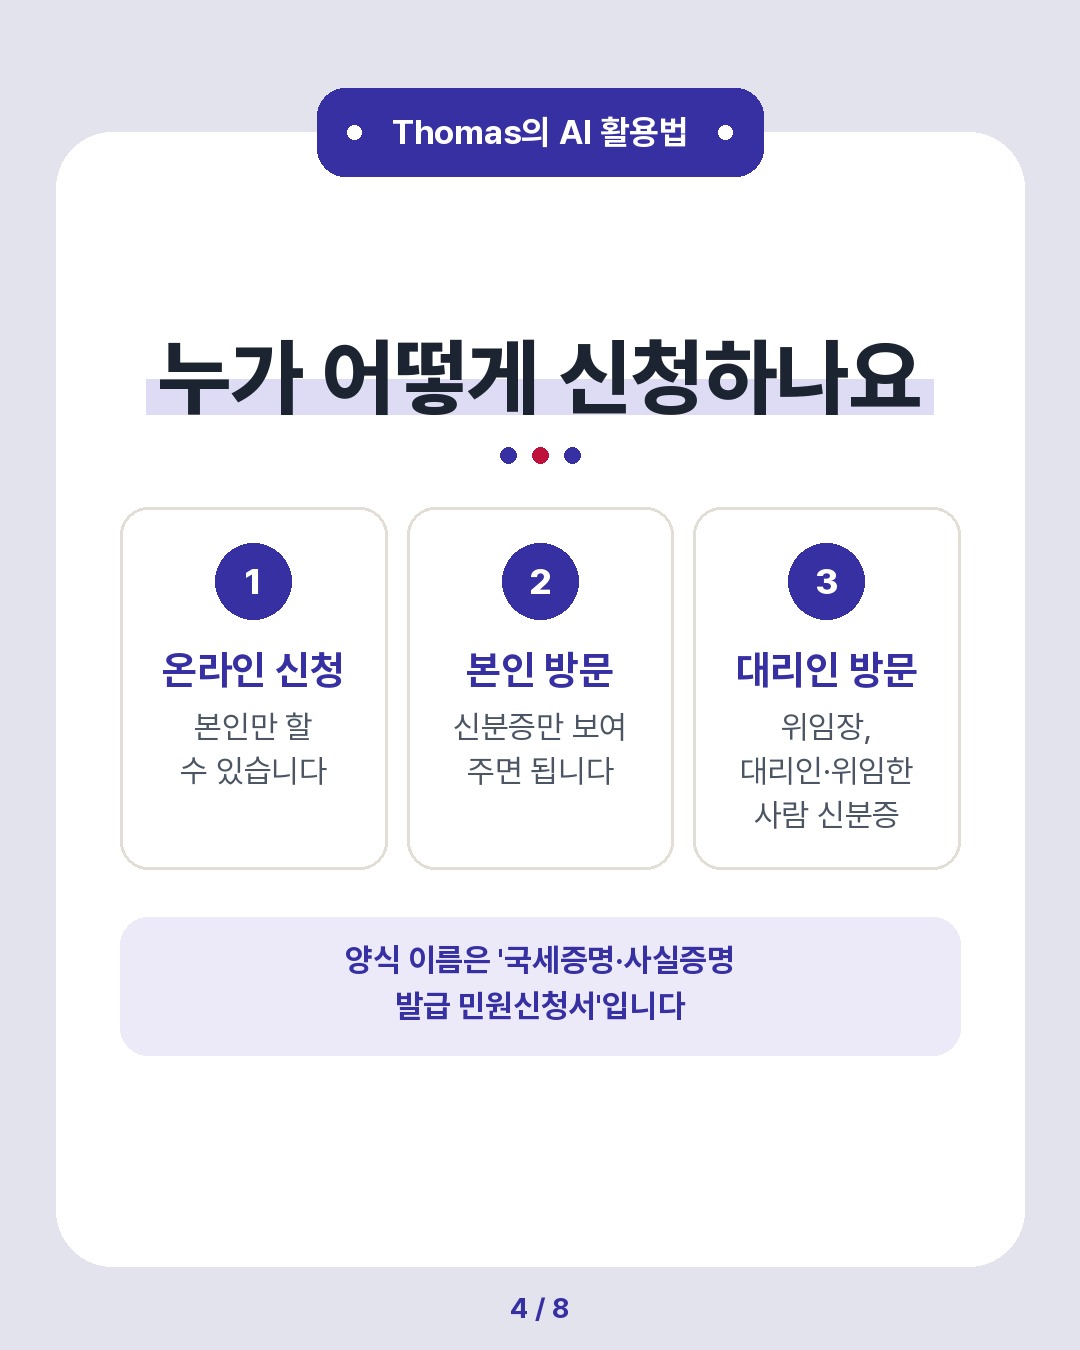 Thomas의 AI 활용법
누가 어떻게 신청하나요
1
온라인 신청
본인만 할
수 있습니다
2
본인 방문
신분증만 보여
주면 됩니다
3
대리인 방문
위임장,
대리인·위임한
사람 신분증
양식 이름은 '국세증명·사실증명
발급 민원신청서'입니다
4 / 8